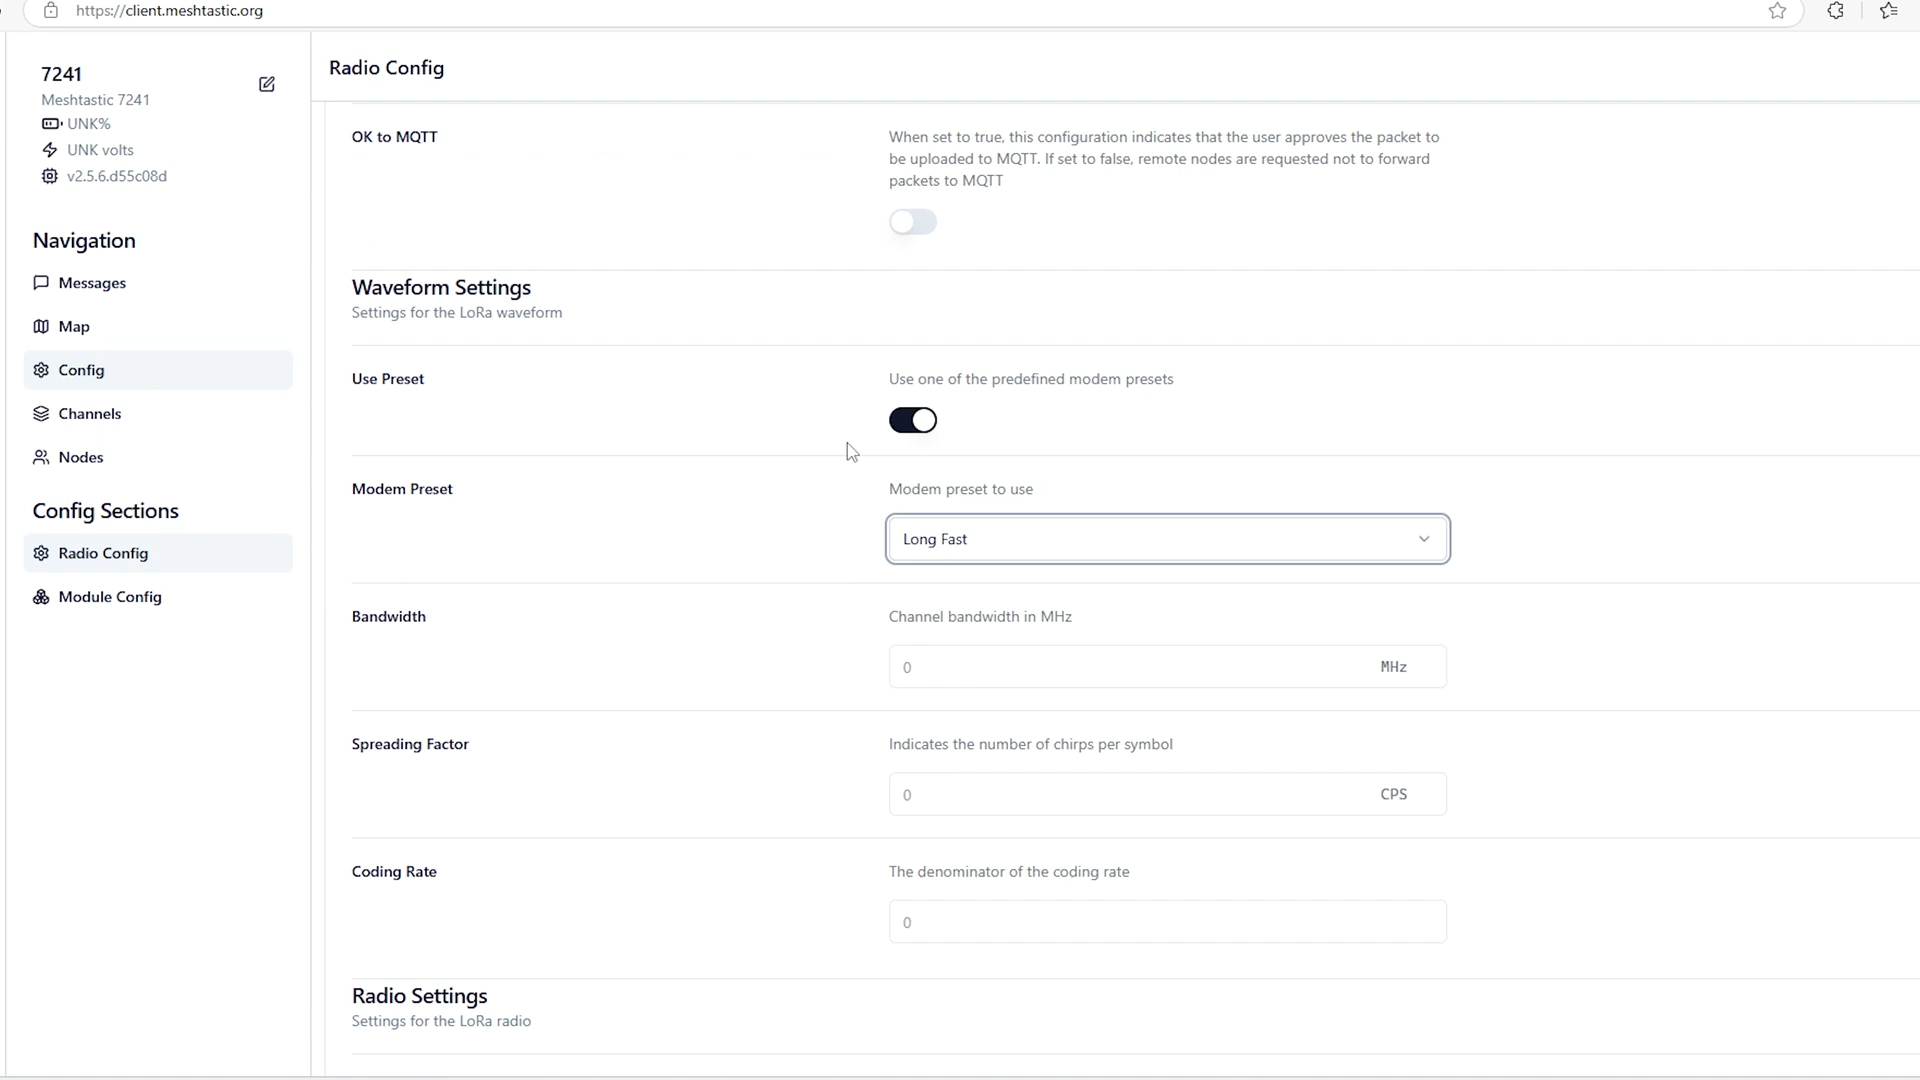 https://client.meshtastic.org
7241
Meshtastic 7241
UNK%
UNK volts
v2.5.6.d55c08d
Navigation
Messages
Map
Config
Channels
Nodes
Config Sections
Radio Config
Module Config
Radio Config
OK to MQTT
When set to true, this configuration indicates that the user approves the packet to
be uploaded to MQTT. If set to false, remote nodes are requested not to forward
packets to MQTT
Waveform Settings
Settings for the LoRa waveform
Use Preset
Use one of the predefined modem presets
Modem Preset
Modem preset to use
Long Fast
Bandwidth
Channel bandwidth in MHz
0 MHz
Spreading Factor
Indicates the number of chirps per symbol
0 CPS
Coding Rate
The denominator of the coding rate
0
Radio Settings
Settings for the LoRa radio